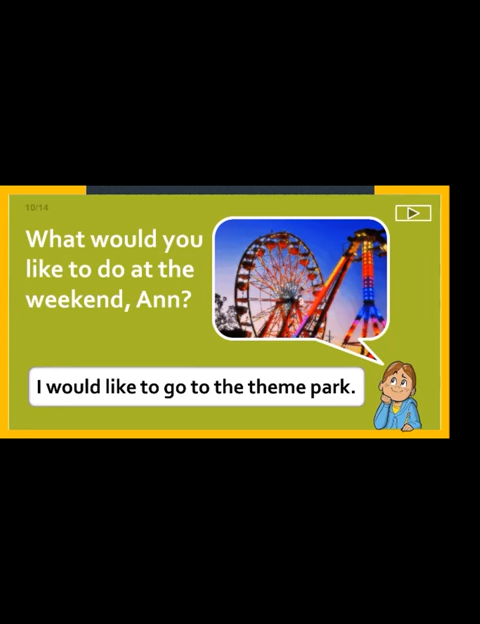 10/14
What would you
like to do at the
weekend, Ann?
I would like to go to the theme park.